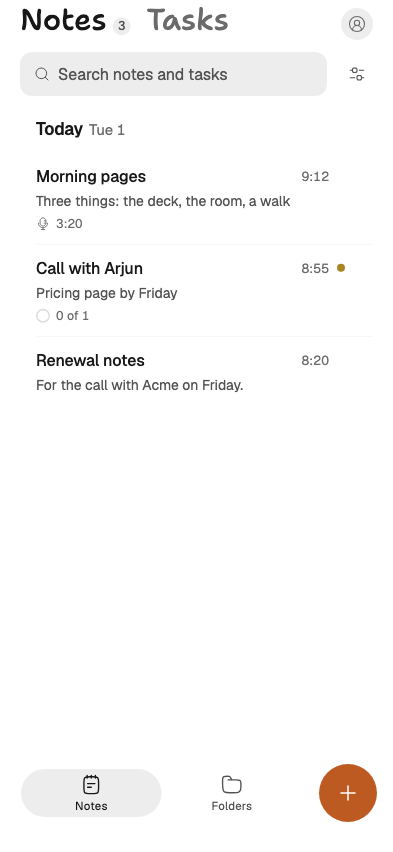 Notes 3 Tasks
Search notes and tasks
Today Tue 1
Morning pages 9:12
Three things: the deck, the room, a walk
3:20
Call with Arjun 8:55
Pricing page by Friday
0 of 1
Renewal notes 8:20
For the call with Acme on Friday.
Notes Folders